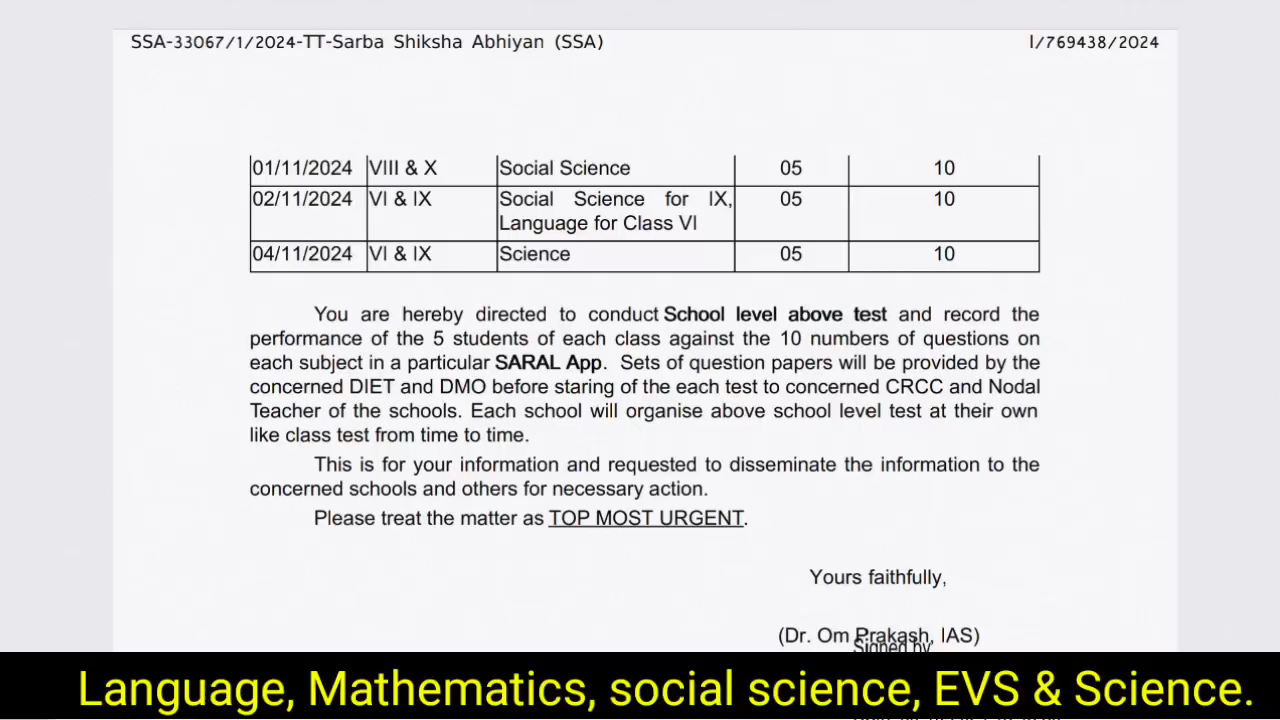 SSA-33067/1/2024-TT-Sarba Shiksha Abhiyan (SSA) I/769438/2024
01/11/2024 VIII & X Social Science 05 10
02/11/2024 VI & IX Social Science for IX, 05 10
Language for Class VI
04/11/2024 VI & IX Science 05 10
You are hereby directed to conduct School level above test and record the
performance of the 5 students of each class against the 10 numbers of questions on
each subject in a particular SARAL App. Sets of question papers will be provided by the
concerned DIET and DMO before staring of the each test to concerned CRCC and Nodal
Teacher of the schools. Each school will organise above school level test at their own
like class test from time to time.
This is for your information and requested to disseminate the information to the
concerned schools and others for necessary action.
Please treat the matter as TOP MOST URGENT.
Yours faithfully,
(Dr. Om Prakash, IAS)
Signed by
Language, Mathematics, social science, EVS & Science.